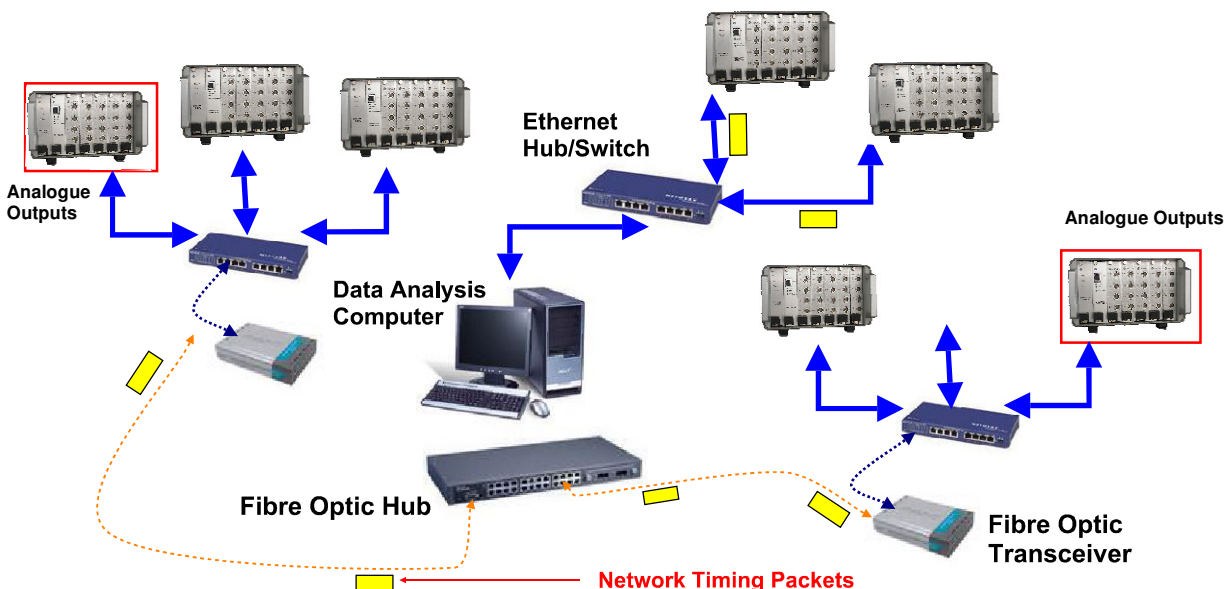 Ethernet
Hub/Switch
Analogue
Outputs
Analogue Outputs
Data Analysis
Computer
Fibre Optic Hub
Fibre Optic
Transceiver
Network Timing Packets